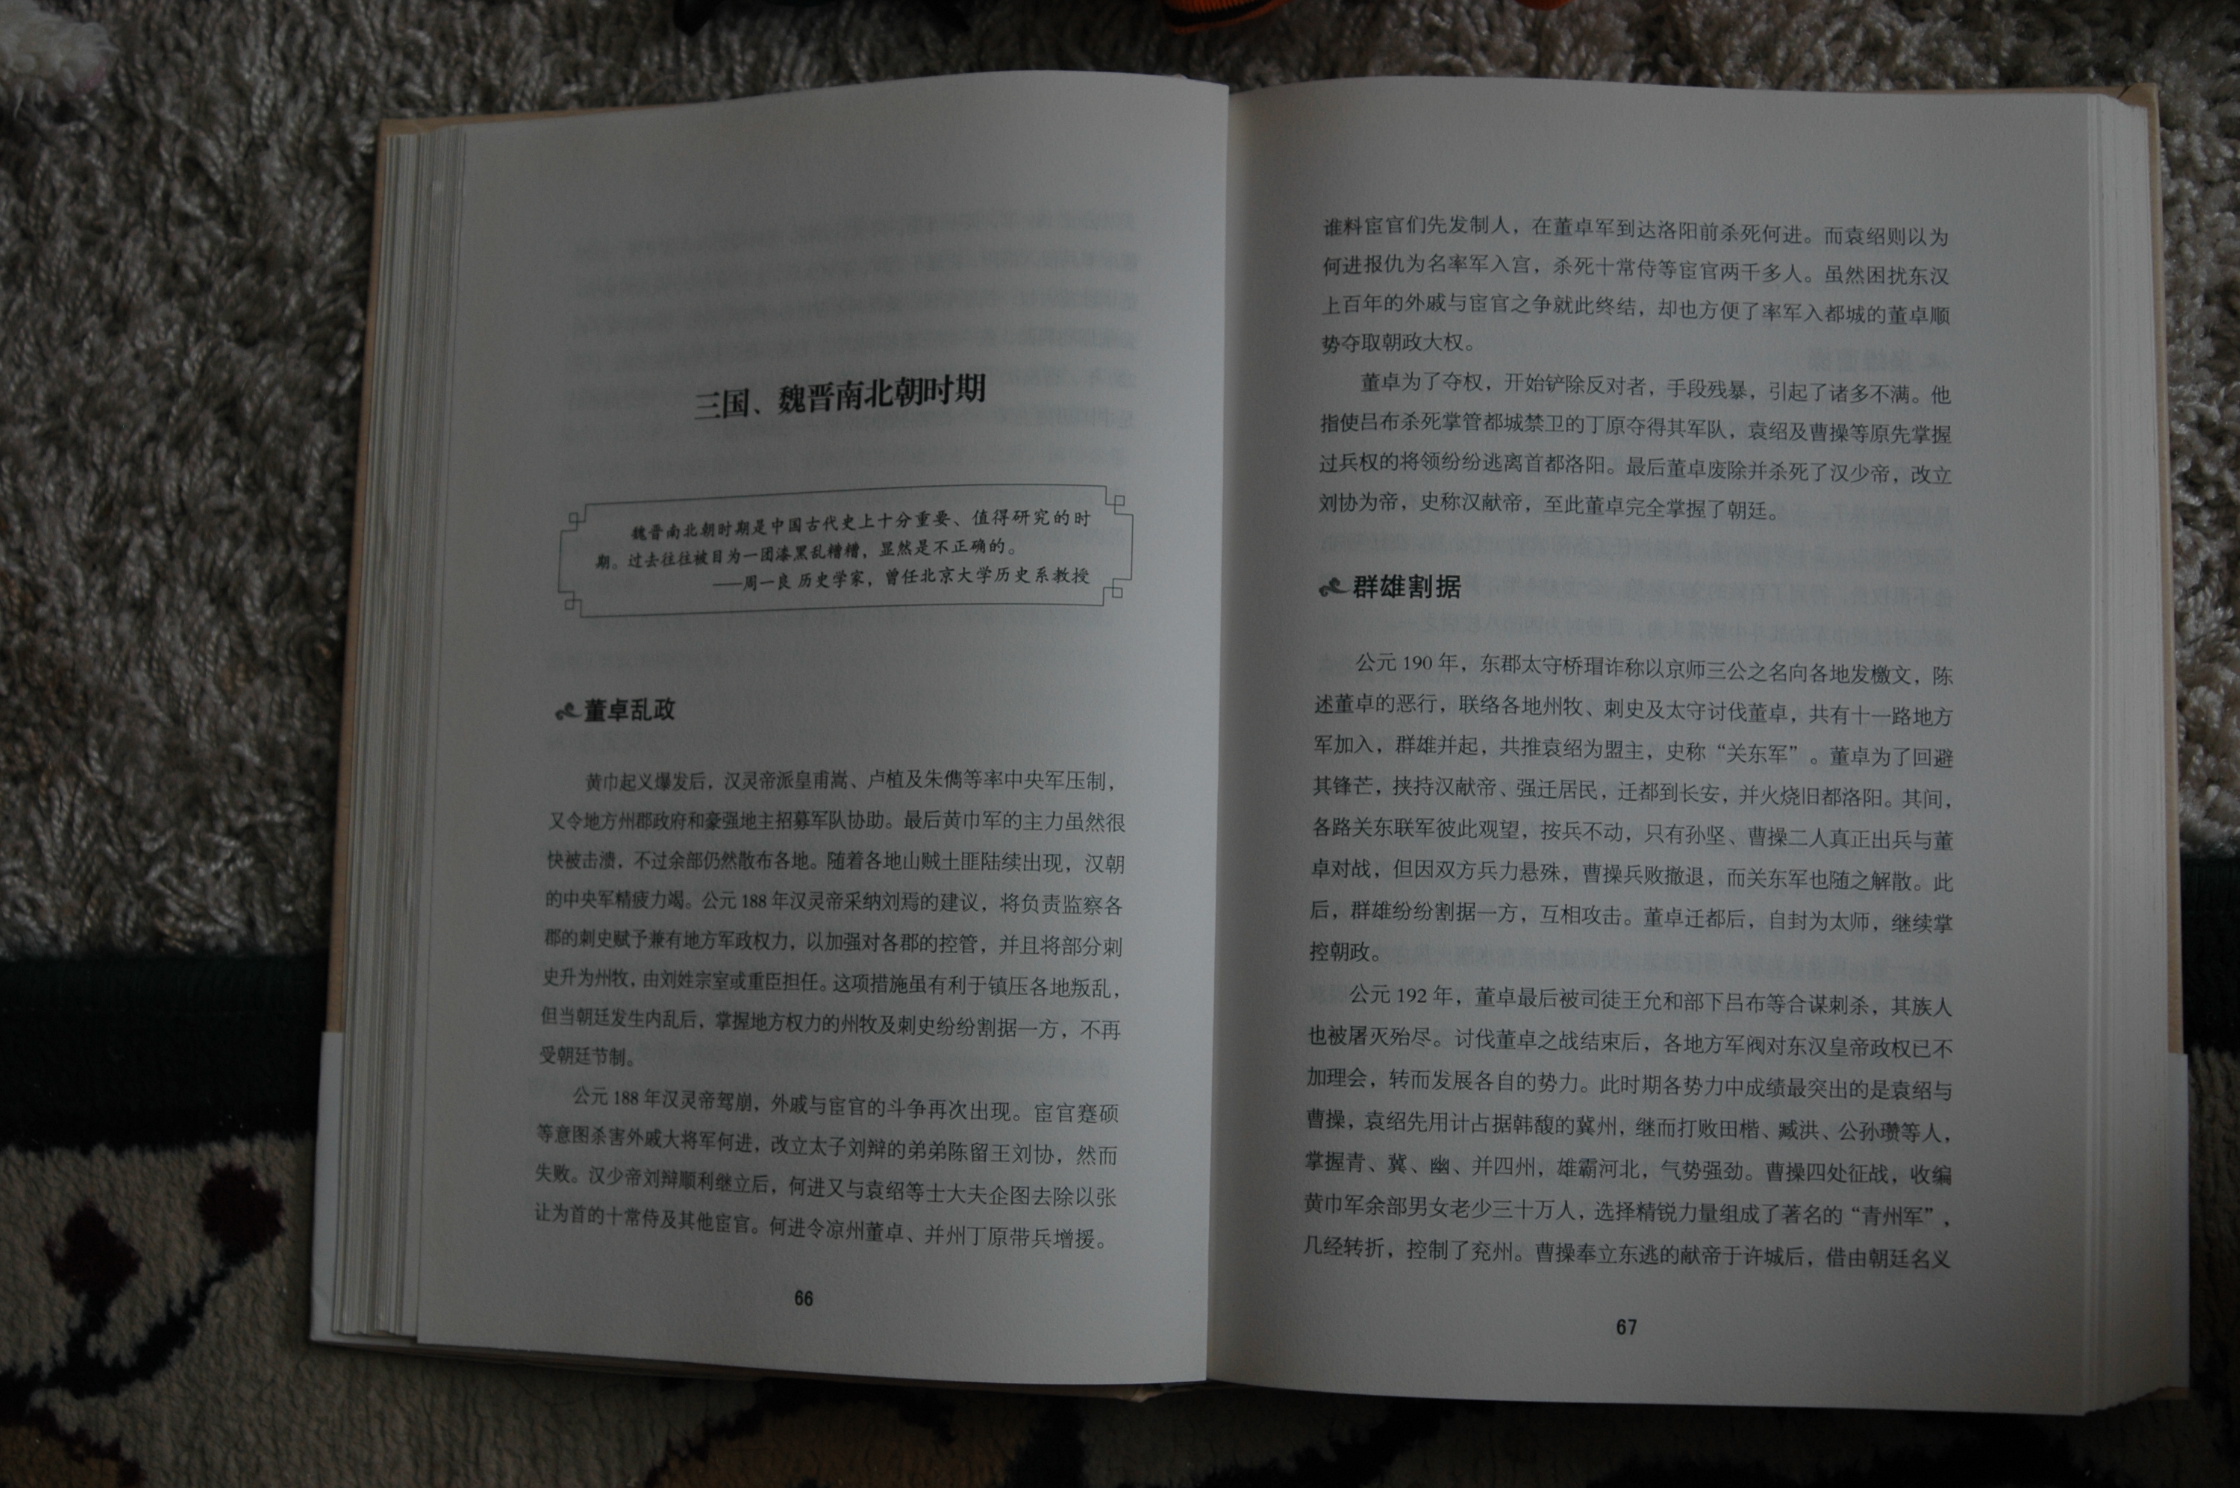 三国、魏晋南北朝时期
魏晋南北朝时期是中国古代史上十分重要、值得研究的时
期。过去往往被目为一团漆黑乱糟糟，显然是不正确的。
——周一良 历史学家，曾任北京大学历史系教授
董卓乱政
黄巾起义爆发后，汉灵帝派皇甫嵩、卢植及朱儁等率中央军压制，
又令地方州郡政府和豪强地主招募军队协助。最后黄巾军的主力虽然很
快被击溃，不过余部仍然散布各地。随着各地山贼土匪陆续出现，汉朝
的中央军精疲力竭。公元188年汉灵帝采纳刘焉的建议，将负责监察各
郡的刺史赋予兼有地方军政权力，以加强对各郡的控管，并且将部分刺
史升为州牧，由刘姓宗室或重臣担任。这项措施虽有利于镇压各地叛乱，
但当朝廷发生内乱后，掌握地方权力的州牧及刺史纷纷割据一方，不再
受朝廷节制。
公元188年汉灵帝驾崩，外戚与宦官的斗争再次出现。宦官蹇硕
等意图杀害外戚大将军何进，改立太子刘辩的弟弟陈留王刘协，然而
失败。汉少帝刘辩顺利继立后，何进又与袁绍等士大夫企图去除以张
让为首的十常侍及其他宦官。何进令凉州董卓、并州丁原带兵增援。
66
谁料宦官们先发制人，在董卓军到达洛阳前杀死何进。而袁绍则以为
何进报仇为名率军入宫，杀死十常侍等宦官两千多人。虽然困扰东汉
上百年的外戚与宦官之争就此终结，却也方便了率军入都城的董卓顺
势夺取朝政大权。
董卓为了夺权，开始铲除反对者，手段残暴，引起了诸多不满。他
指使吕布杀死掌管都城禁卫的丁原夺得其军队，袁绍及曹操等原先掌握
过兵权的将领纷纷逃离首都洛阳。最后董卓废除并杀死了汉少帝，改立
刘协为帝，史称汉献帝，至此董卓完全掌握了朝廷。
群雄割据
公元190年，东郡太守桥瑁诈称以京师三公之名向各地发檄文，陈
述董卓的恶行，联络各地州牧、刺史及太守讨伐董卓，共有十一路地方
军加入，群雄并起，共推袁绍为盟主，史称“关东军”。董卓为了回避
其锋芒，挟持汉献帝、强迁居民，迁都到长安，并火烧旧都洛阳。其间，
各路关东联军彼此观望，按兵不动，只有孙坚、曹操二人真正出兵与董
卓对战，但因双方兵力悬殊，曹操兵败撤退，而关东军也随之解散。此
后，群雄纷纷割据一方，互相攻击。董卓迁都后，自封为太师，继续掌
控朝政。
公元192年，董卓最后被司徒王允和部下吕布等合谋刺杀，其族人
也被屠灭殆尽。讨伐董卓之战结束后，各地方军阀对东汉皇帝政权已不
加理会，转而发展各自的势力。此时期各势力中成绩最突出的是袁绍与
曹操，袁绍先用计占据韩馥的冀州，继而打败田楷、臧洪、公孙瓒等人，
掌握青、冀、幽、并四州，雄霸河北，气势强劲。曹操四处征战，收编
黄巾军余部男女老少三十万人，选择精锐力量组成了著名的“青州军”，
几经转折，控制了兖州。曹操奉立东逃的献帝于许城后，借由朝廷名义
67